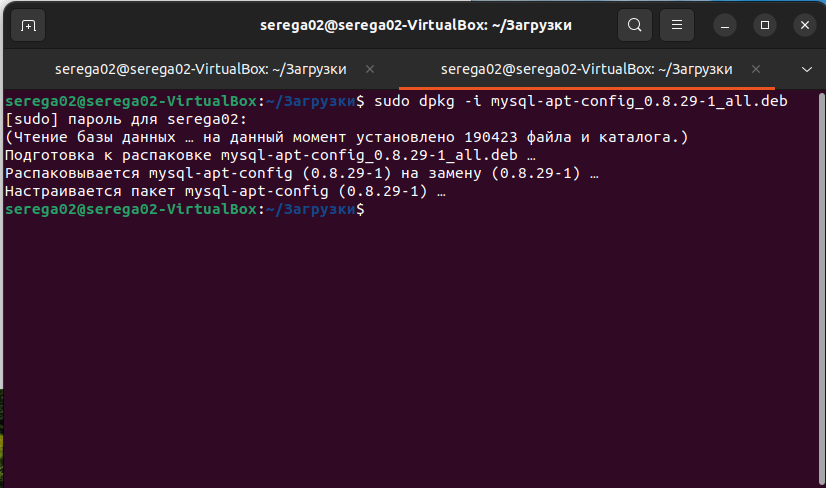 serega02@serega02-VirtualBox: ~/Загрузки
serega02@serega02-VirtualBox: ~/Загрузки
serega02@serega02-VirtualBox: ~/Загрузки
serega02@serega02-VirtualBox:~/Загрузки$ sudo dpkg -i mysql-apt-config_0.8.29-1_all.deb
[sudo] пароль для serega02:
(Чтение базы данных … на данный момент установлено 190423 файла и каталога.)
Подготовка к распаковке mysql-apt-config_0.8.29-1_all.deb …
Распаковывается mysql-apt-config (0.8.29-1) на замену (0.8.29-1) …
Настраивается пакет mysql-apt-config (0.8.29-1) …
serega02@serega02-VirtualBox:~/Загрузки$